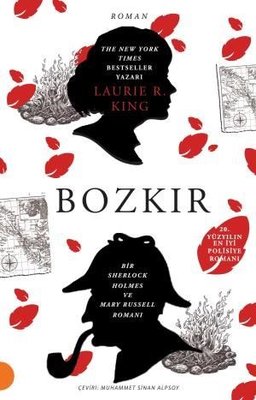 ROMAN
THE NEW YORK
TIMES
BESTSELLER
YAZARI
LAURIE R.
KING
BOZKIR
20.
YÜZYILIN
EN İYİ
POLİSİYE
ROMANI
BİR
SHERLOCK
HOLMES
VE
MARY RUSSELL
ROMANI
ÇEVİRİ: MUHAMMET SİNAN ALPSOY